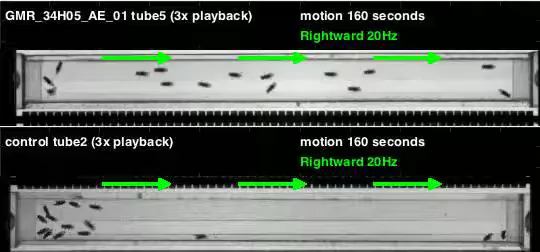 GMR_34H05_AE_01 tube5 (3x playback)
motion 160 seconds
Rightward 20Hz
control tube2 (3x playback)
motion 160 seconds
Rightward 20Hz